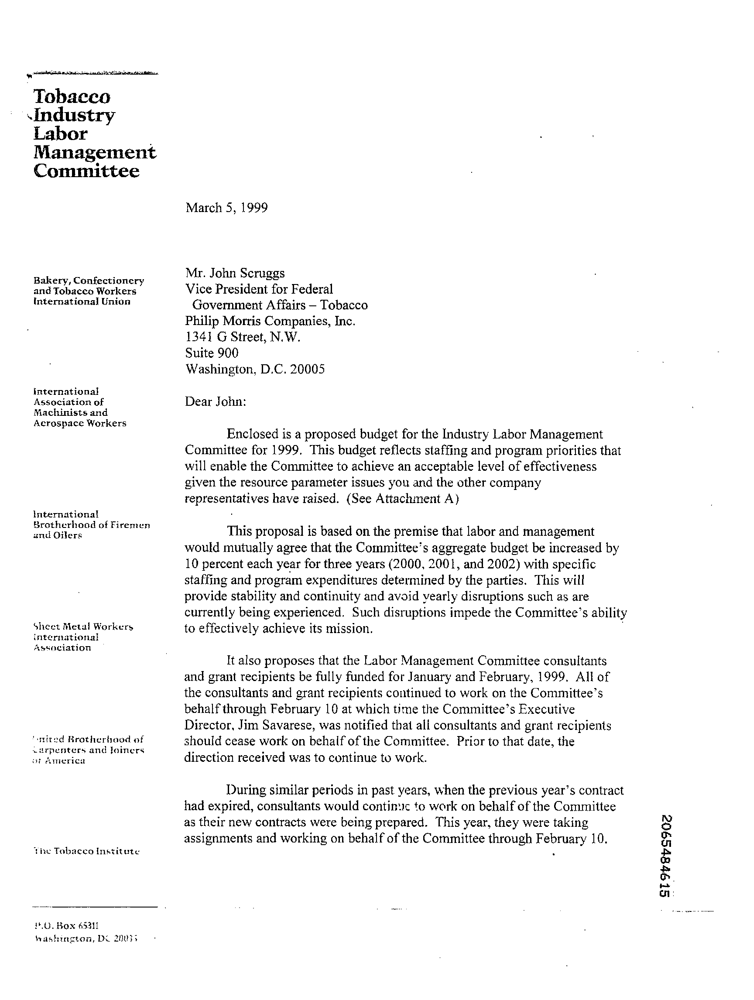 Tobacco
Industry
Labor
Management
Committee
March 5, 1999
Bakery, Confectionery
and Tobacco Workers
International Union
International
Association of
Machinists and
Aerospace Workers
International
Brotherhood of Firemen
and Oilers
Sheet Metal Workers
International
Association
United Brotherhood of
Carpenters and Joiners
of America
The Tobacco Institute
Mr. John Scruggs
Vice President for Federal
Government Affairs – Tobacco
Philip Morris Companies, Inc.
1341 G Street, N.W.
Suite 900
Washington, D.C. 20005
Dear John:
Enclosed is a proposed budget for the Industry Labor Management
Committee for 1999. This budget reflects staffing and program priorities that
will enable the Committee to achieve an acceptable level of effectiveness
given the resource parameter issues you and the other company
representatives have raised. (See Attachment A)
This proposal is based on the premise that labor and management
would mutually agree that the Committee's aggregate budget be increased by
10 percent each year for three years (2000, 2001, and 2002) with specific
staffing and program expenditures determined by the parties. This will
provide stability and continuity and avoid yearly disruptions such as are
currently being experienced. Such disruptions impede the Committee's ability
to effectively achieve its mission.
It also proposes that the Labor Management Committee consultants
and grant recipients be fully funded for January and February, 1999. All of
the consultants and grant recipients continued to work on the Committee's
behalf through February 10 at which time the Committee's Executive
Director, Jim Savarese, was notified that all consultants and grant recipients
should cease work on behalf of the Committee. Prior to that date, the
direction received was to continue to work.
During similar periods in past years, when the previous year's contract
had expired, consultants would continue to work on behalf of the Committee
as their new contracts were being prepared. This year, they were taking
assignments and working on behalf of the Committee through February 10.
2065484615
P.O. Box 65311
Washington, DC